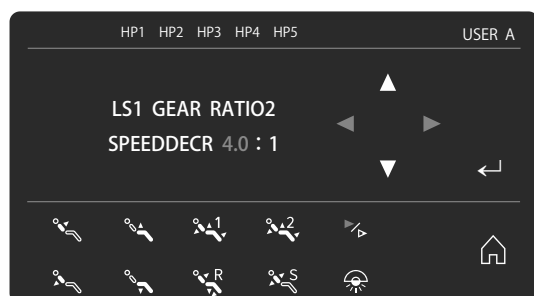 HP1 HP2 HP3 HP4 HP5 USER A
LS1 GEAR RATIO2
SPEEDDECR 4.0 : 1
1 2
R S